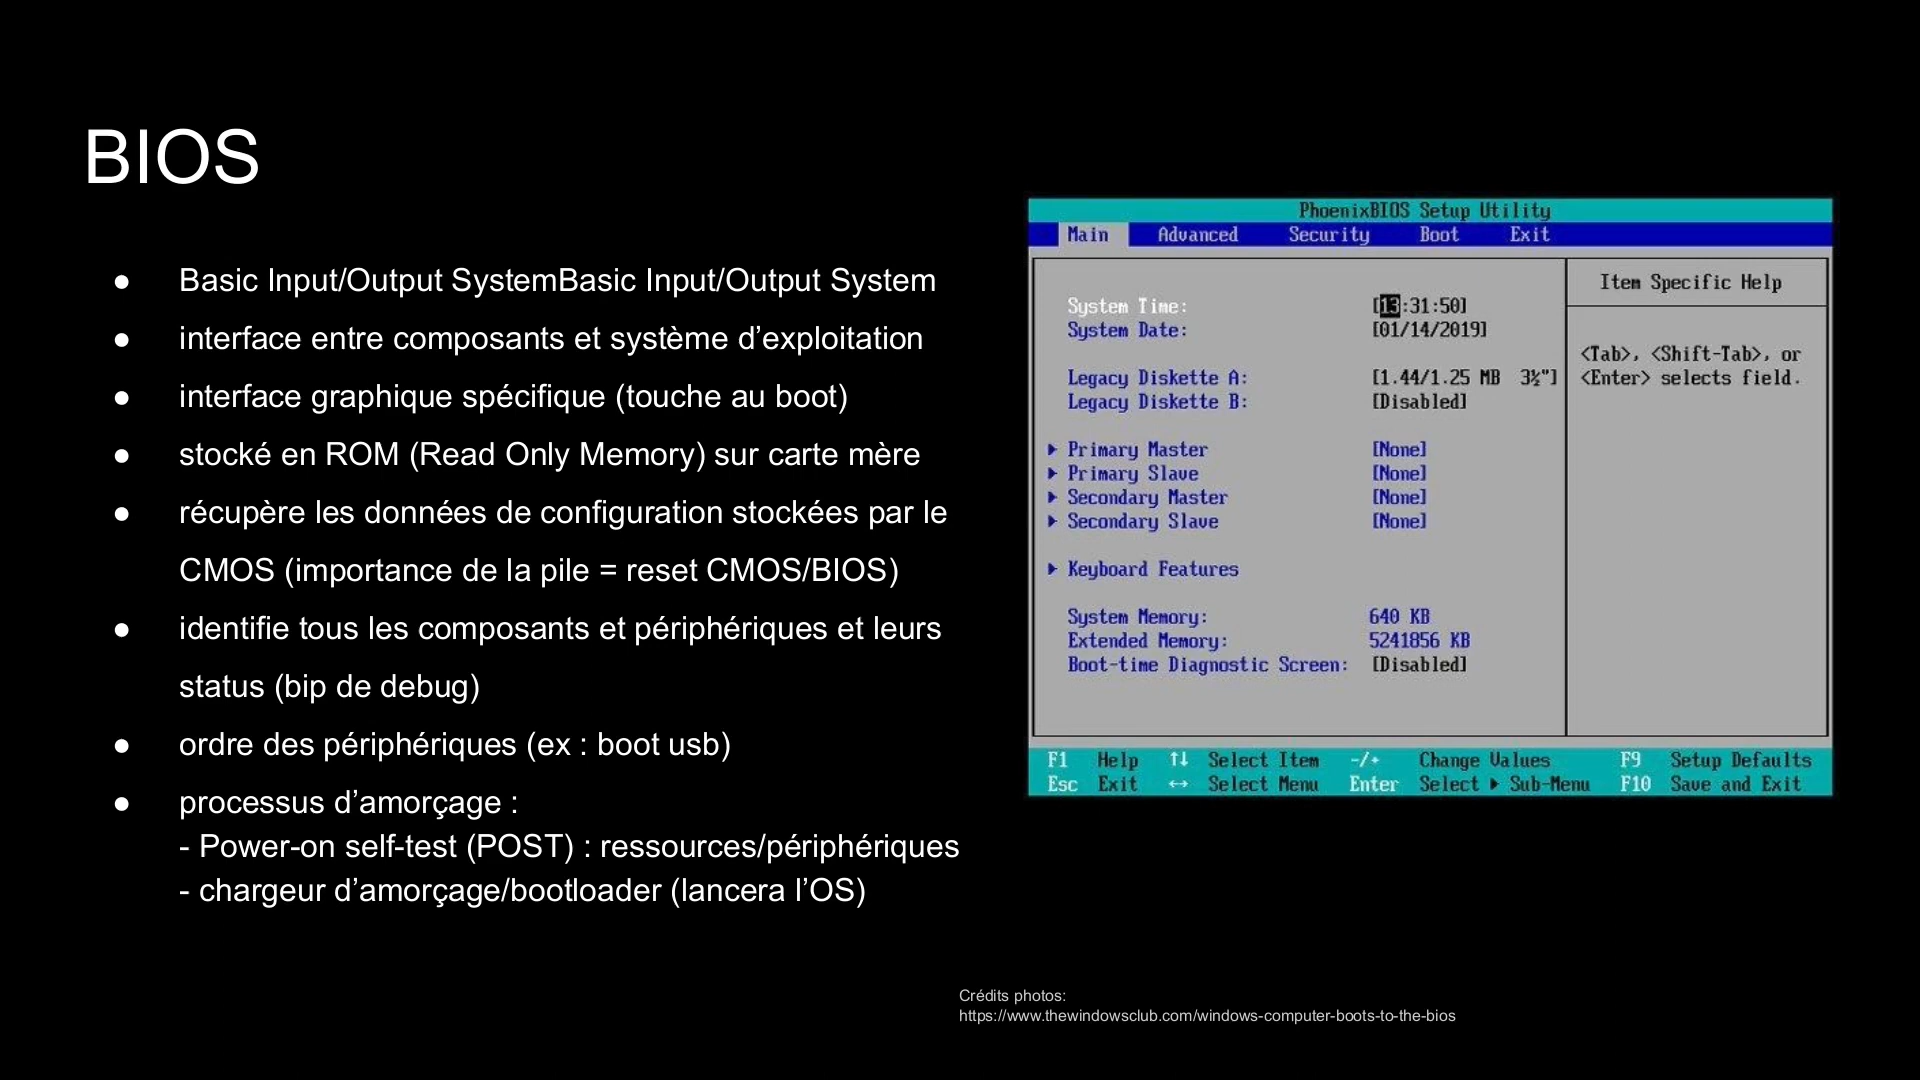 BIOS
● Basic Input/Output SystemBasic Input/Output System
● interface entre composants et système d’exploitation
● interface graphique spécifique (touche au boot)
● stocké en ROM (Read Only Memory) sur carte mère
● récupère les données de configuration stockées par le
CMOS (importance de la pile = reset CMOS/BIOS)
● identifie tous les composants et périphériques et leurs
status (bip de debug)
● ordre des périphériques (ex : boot usb)
● processus d’amorçage :
- Power-on self-test (POST) : ressources/périphériques
- chargeur d’amorçage/bootloader (lancera l’OS)
PhoenixBIOS Setup Utility
Main Advanced Security Boot Exit
System Time: [13:31:50]
System Date: [01/14/2019]
Legacy Diskette A: [1.44/1.25 MB 3½"]
Legacy Diskette B: [Disabled]
Primary Master [None]
Primary Slave [None]
Secondary Master [None]
Secondary Slave [None]
Keyboard Features
System Memory: 640 KB
Extended Memory: 5241856 KB
Boot-time Diagnostic Screen: [Disabled]
Item Specific Help
<Tab>, <Shift-Tab>, or
<Enter> selects field.
F1 Help ↑↓ Select Item -/+ Change Values F9 Setup Defaults
Esc Exit ↔ Select Menu Enter Select ▶ Sub-Menu F10 Save and Exit
Crédits photos:
https://www.thewindowsclub.com/windows-computer-boots-to-the-bios